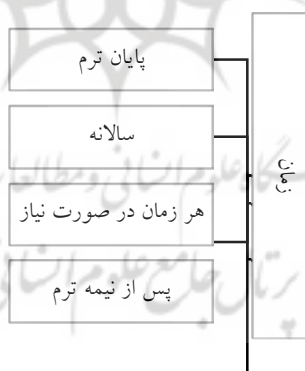 زمان
پایان ترم
سالانه
هر زمان در صورت نیاز
پس از نیمه ترم